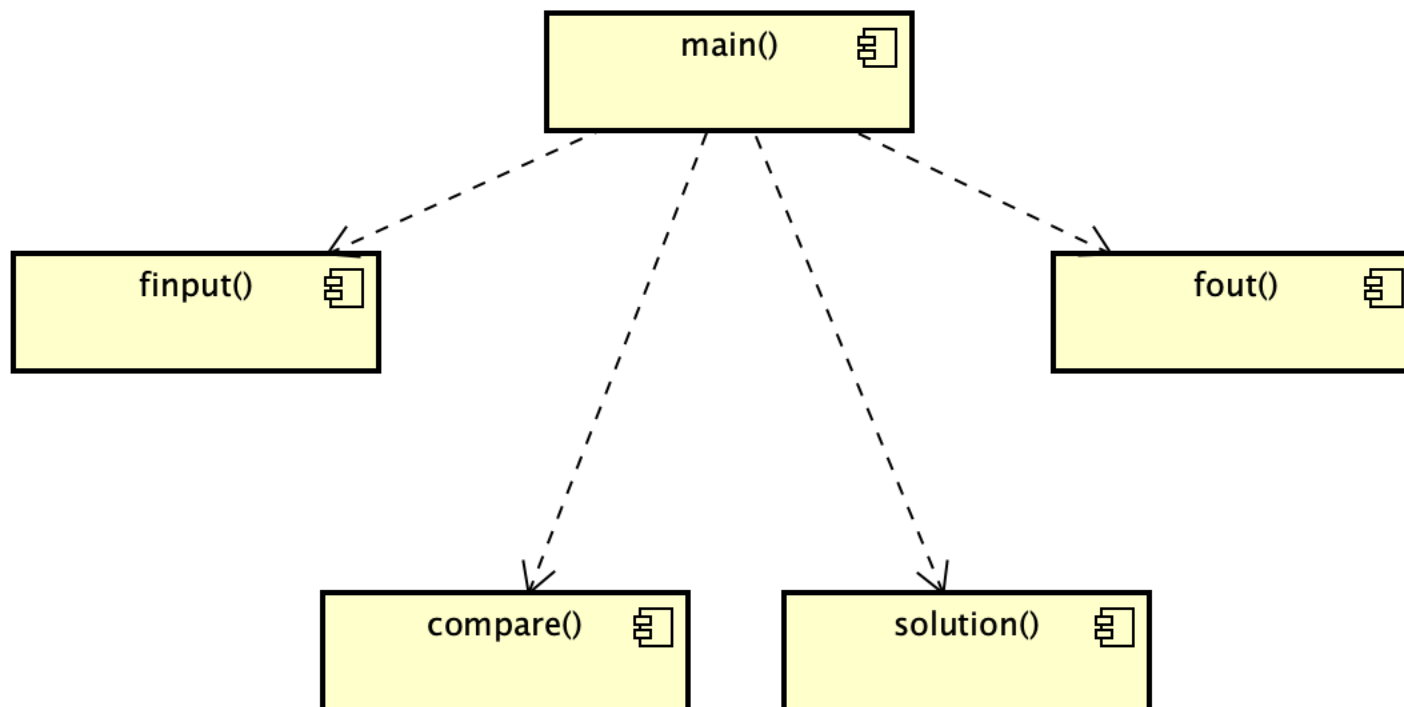 main()
finput()
fout()
compare()
solution()